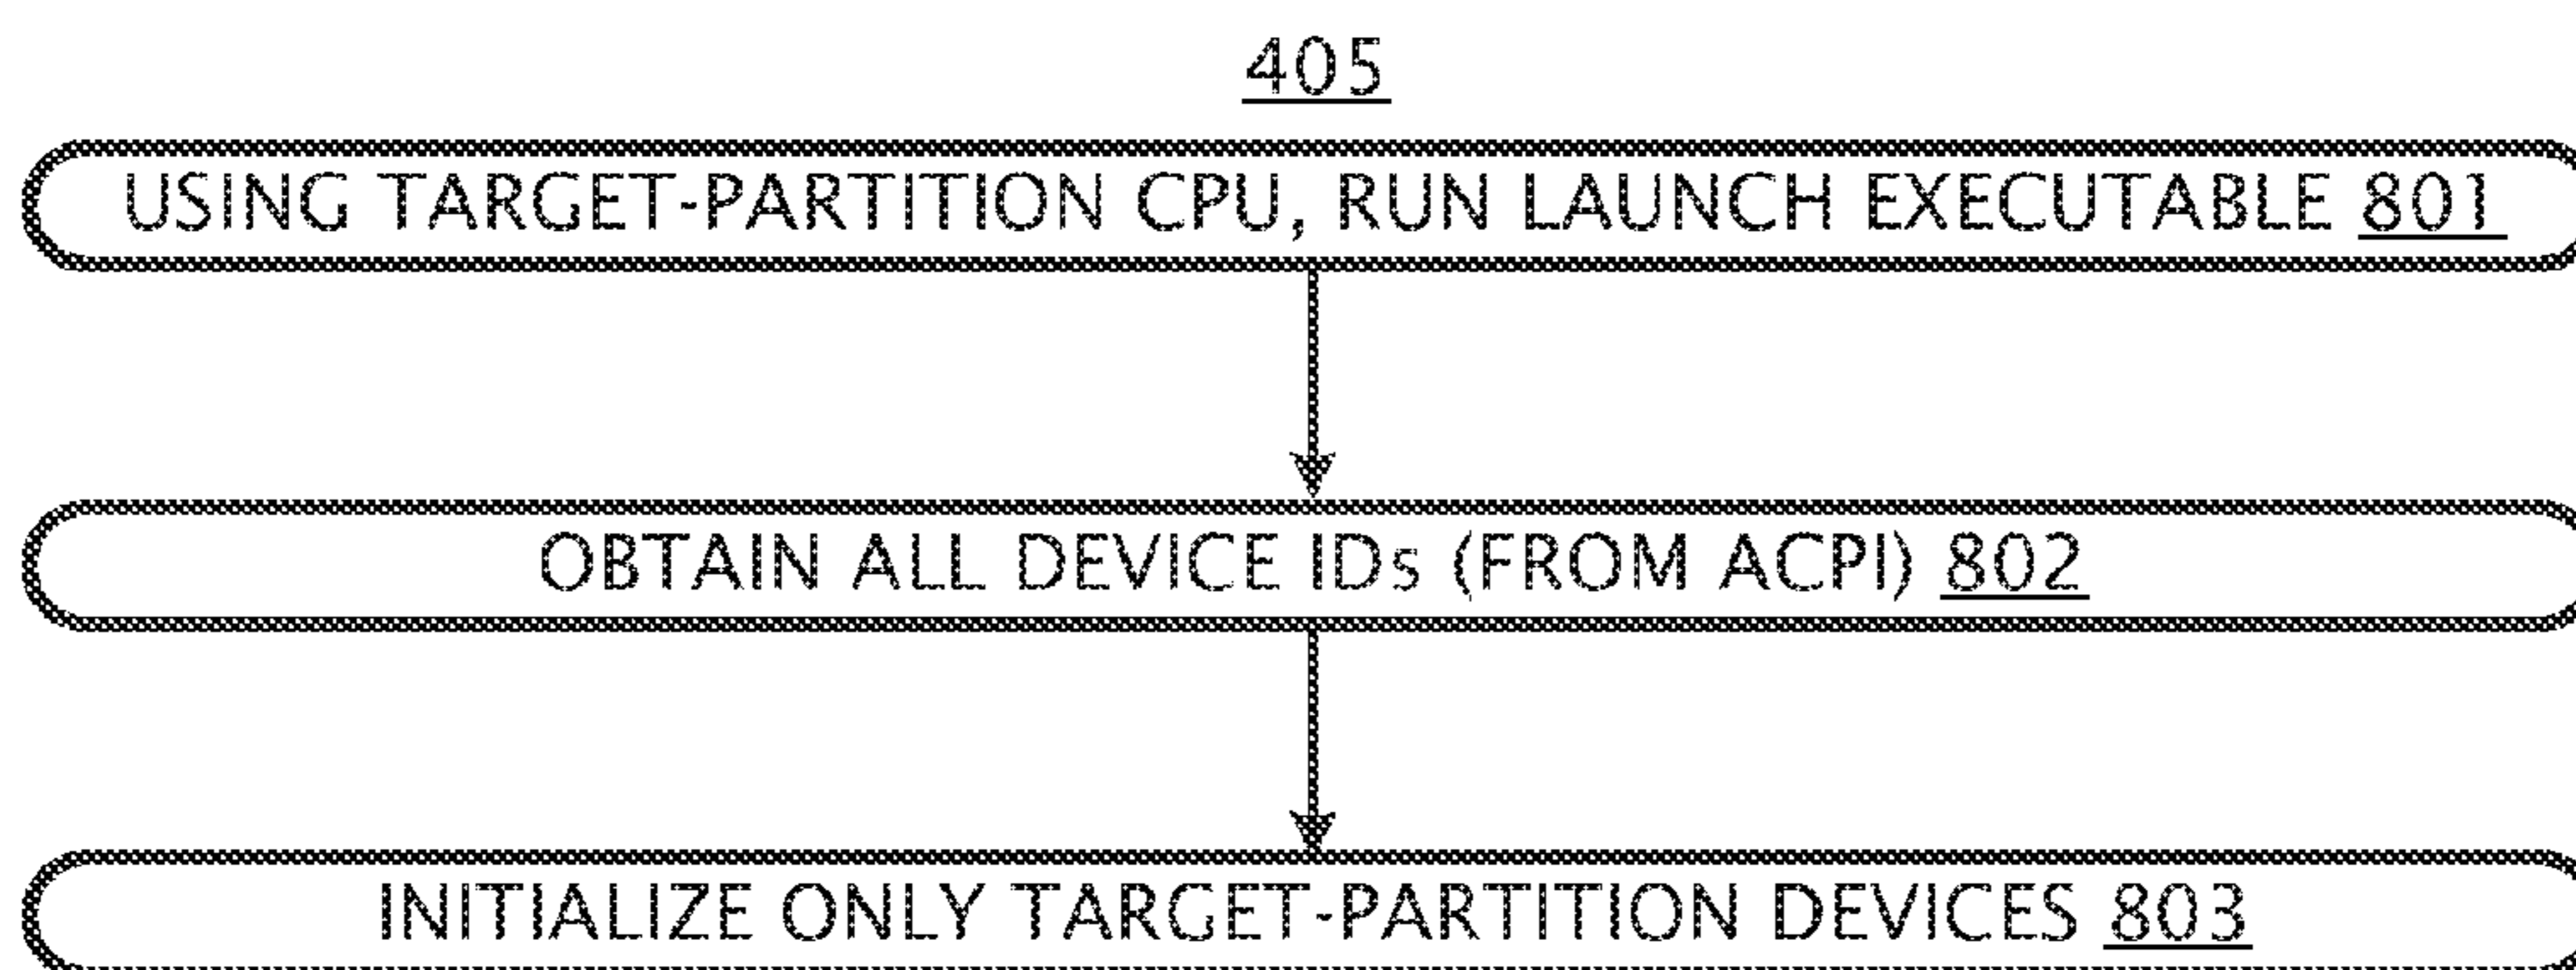 405
USING TARGET-PARTITION CPU, RUN LAUNCH EXECUTABLE 801
OBTAIN ALL DEVICE IDs (FROM ACPI) 802
INITIALIZE ONLY TARGET-PARTITION DEVICES 803